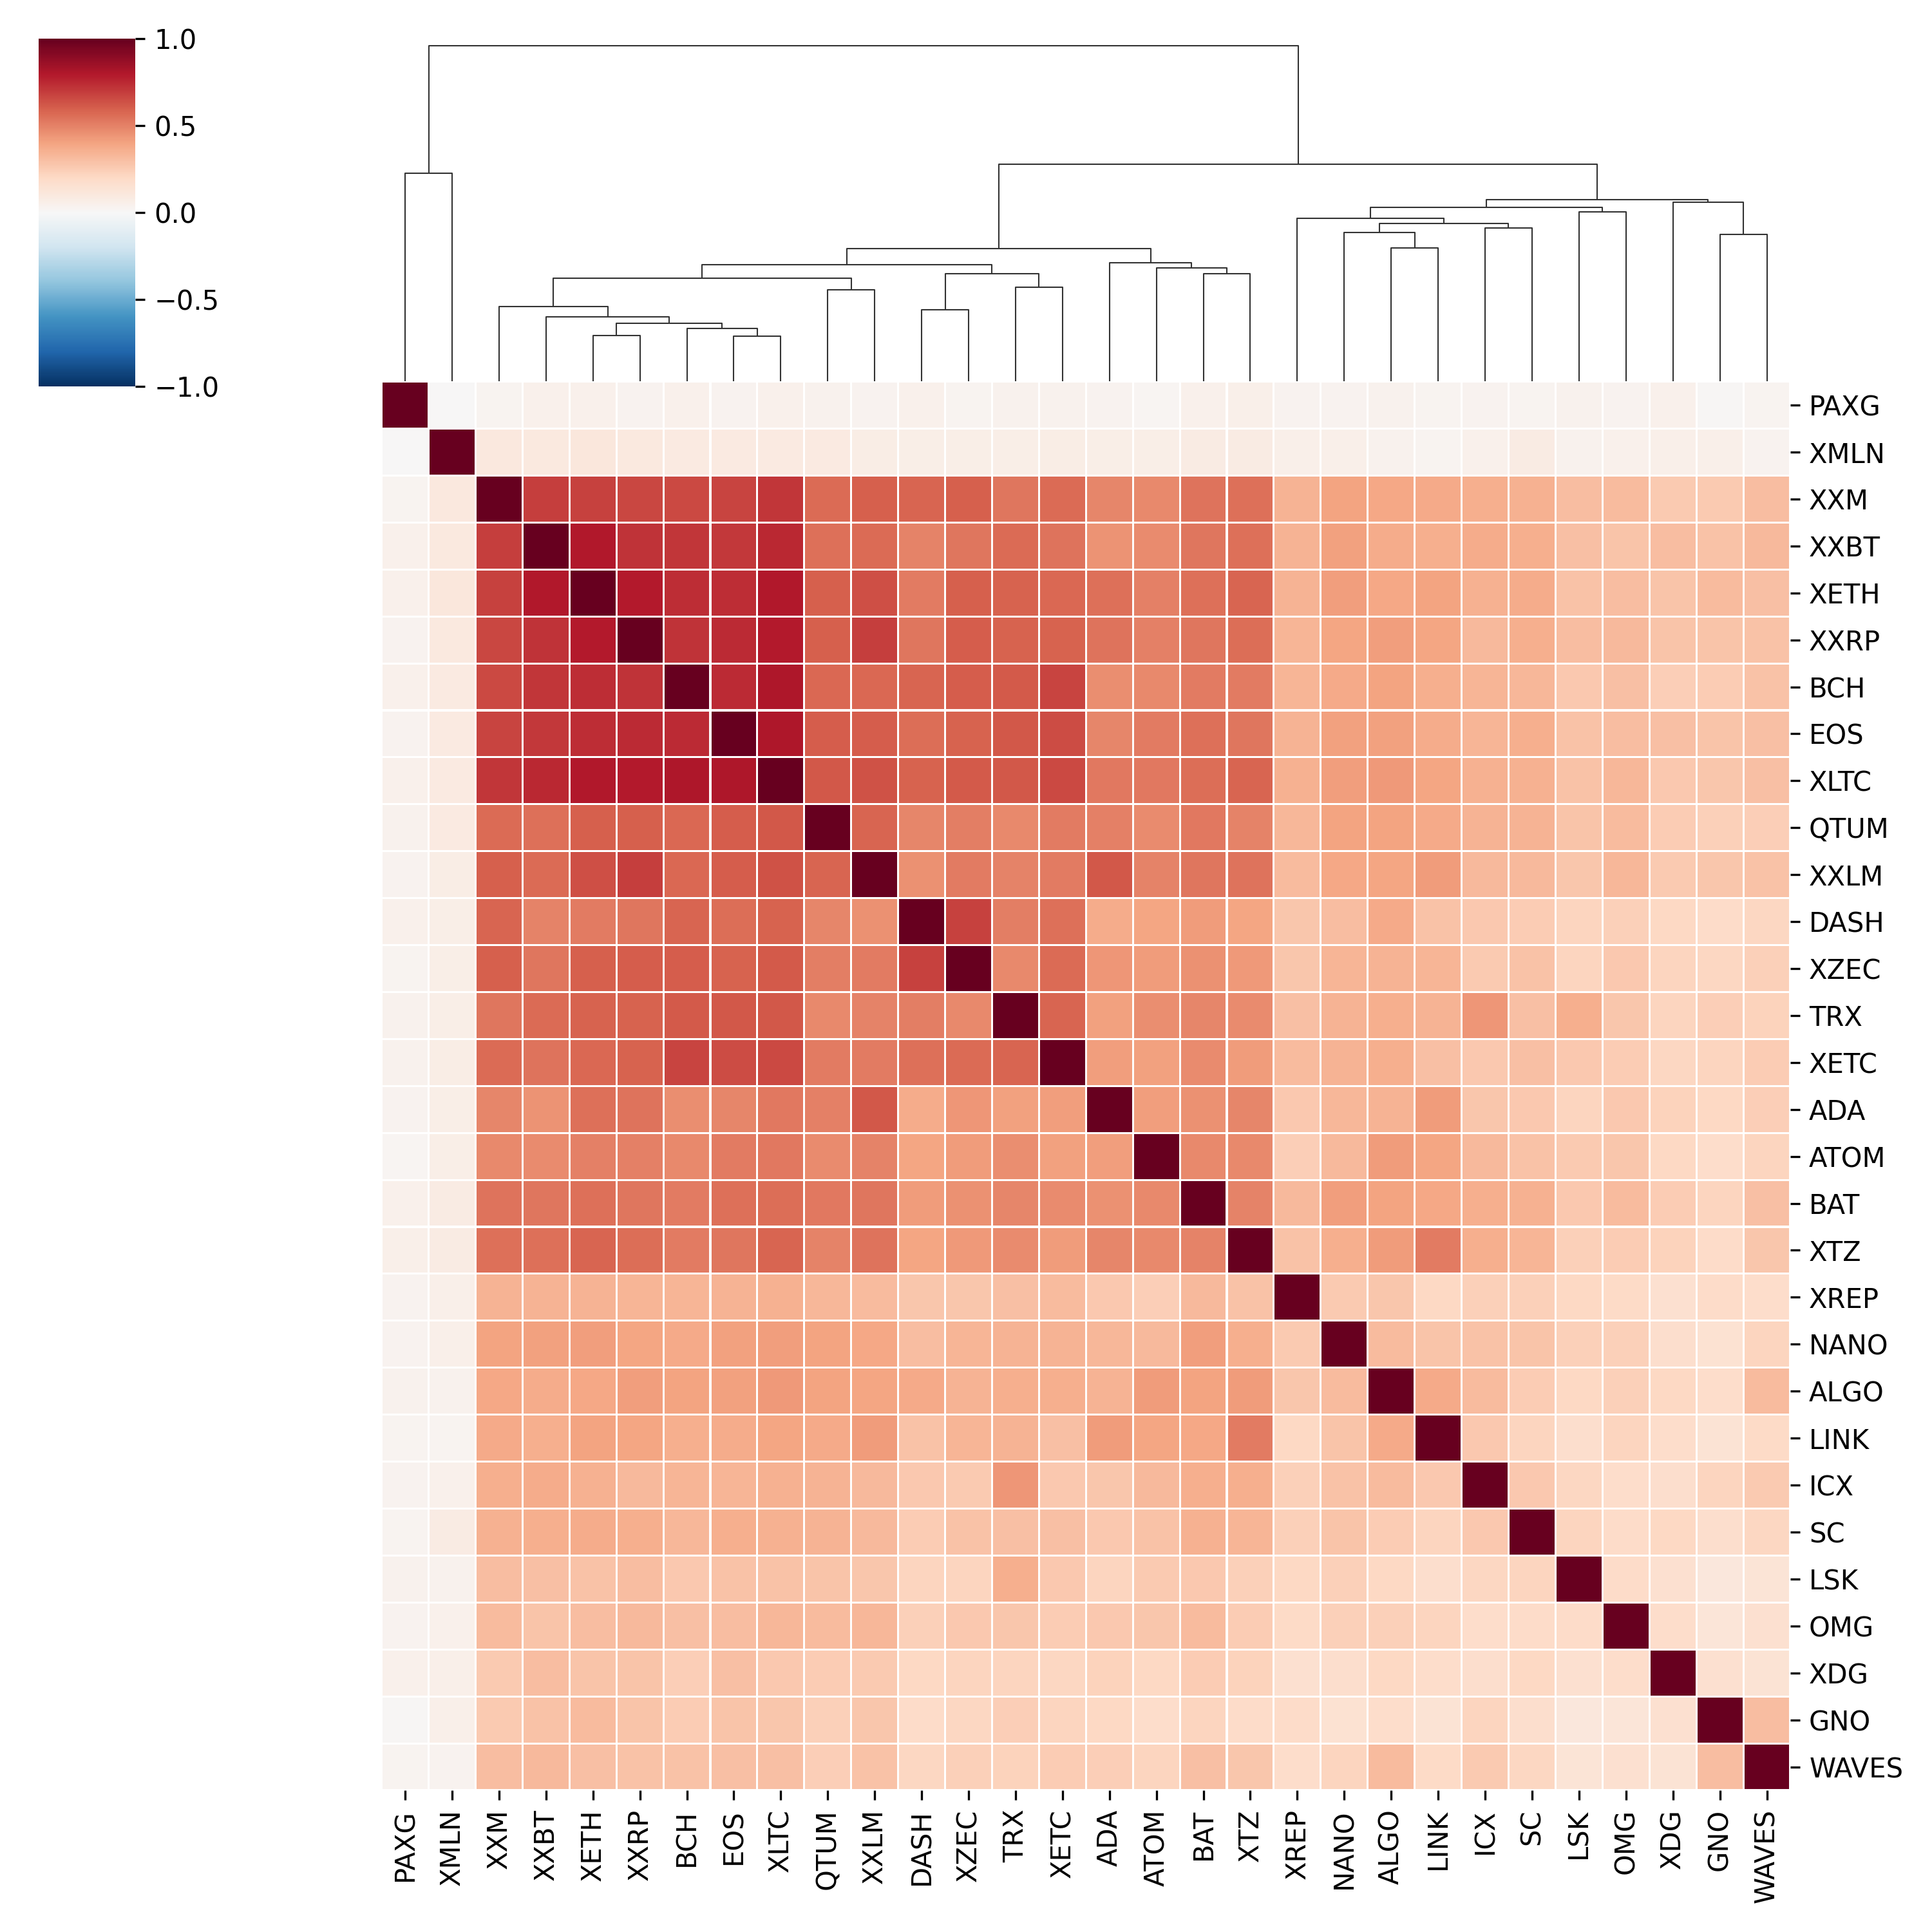 1.0
0.5
0.0
−0.5
−1.0
PAXG
XMLN
XXM
XXBT
XETH
XXRP
BCH
EOS
XLTC
QTUM
XXLM
DASH
XZEC
TRX
XETC
ADA
ATOM
BAT
XTZ
XREP
NANO
ALGO
LINK
ICX
SC
LSK
OMG
XDG
GNO
WAVES
PAXG
XMLN
XXM
XXBT
XETH
XXRP
BCH
EOS
XLTC
QTUM
XXLM
DASH
XZEC
TRX
XETC
ADA
ATOM
BAT
XTZ
XREP
NANO
ALGO
LINK
ICX
SC
LSK
OMG
XDG
GNO
WAVES